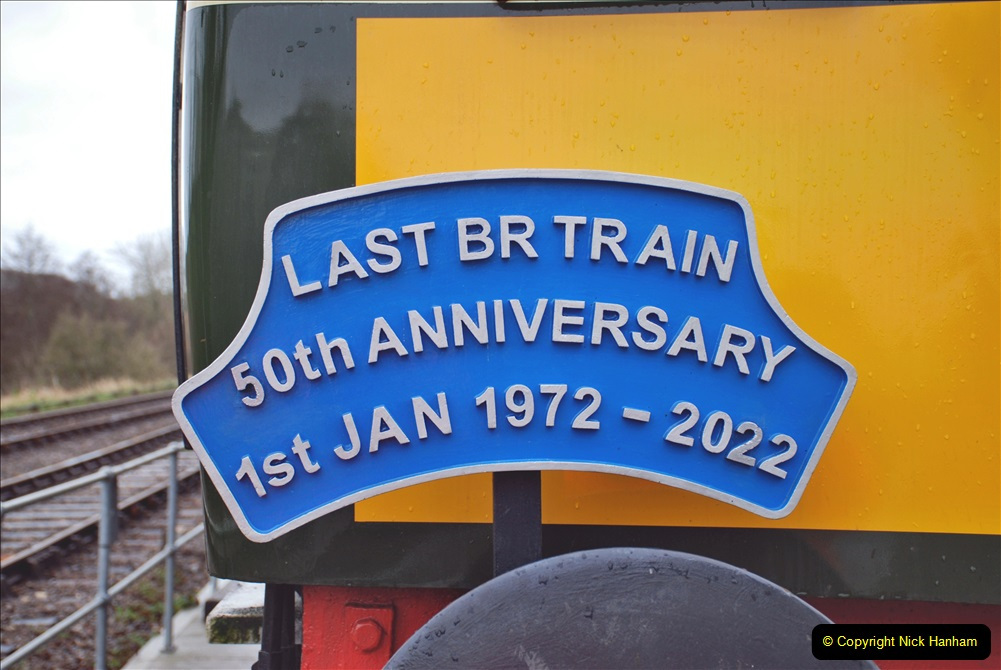 LAST BR TRAIN
50th ANNIVERSARY
1st JAN 1972 - 2022
© Copyright Nick Hanham